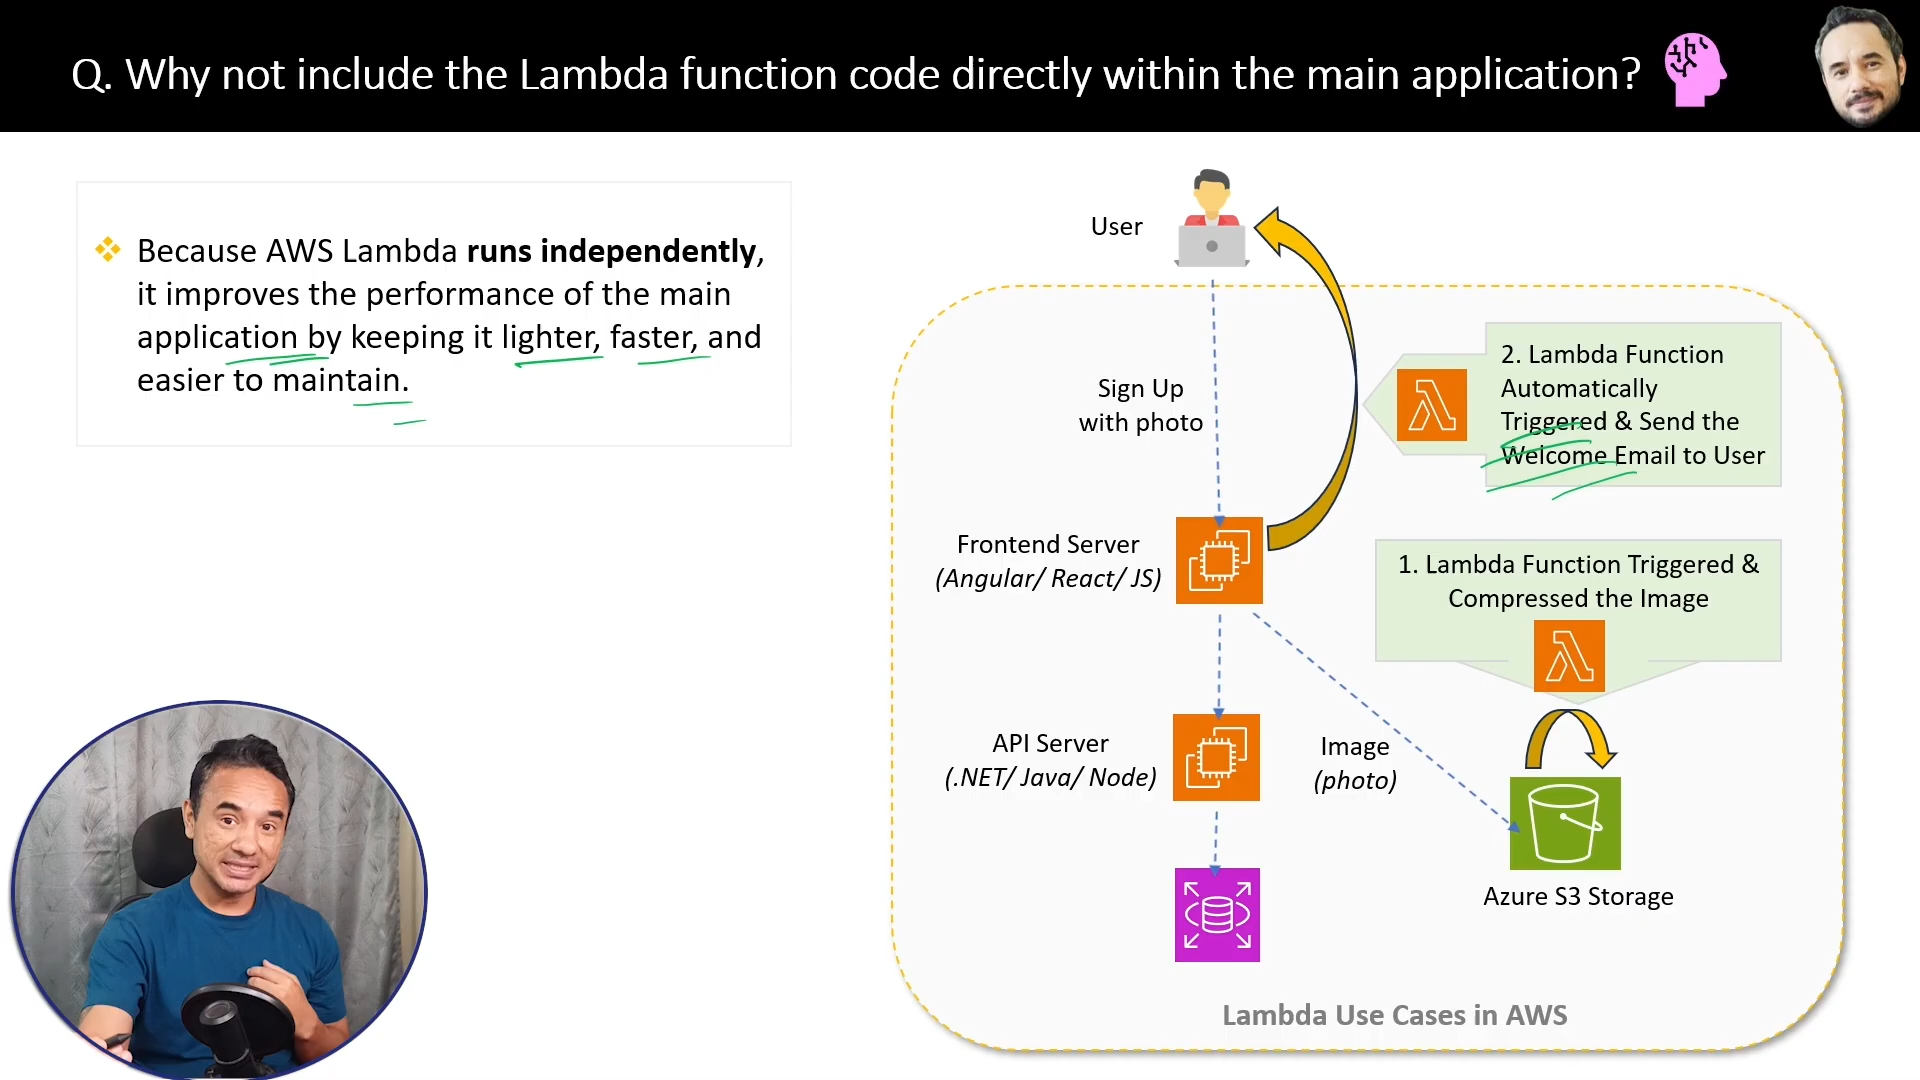 Q. Why not include the Lambda function code directly within the main application?
Because AWS Lambda runs independently,
it improves the performance of the main
application by keeping it lighter, faster, and
easier to maintain.
User
Sign Up
with photo
2. Lambda Function
Automatically
Triggered & Send the
Welcome Email to User
Frontend Server
(Angular/ React/ JS)
1. Lambda Function Triggered &
Compressed the Image
API Server
(.NET/ Java/ Node)
Image
(photo)
Azure S3 Storage
Lambda Use Cases in AWS